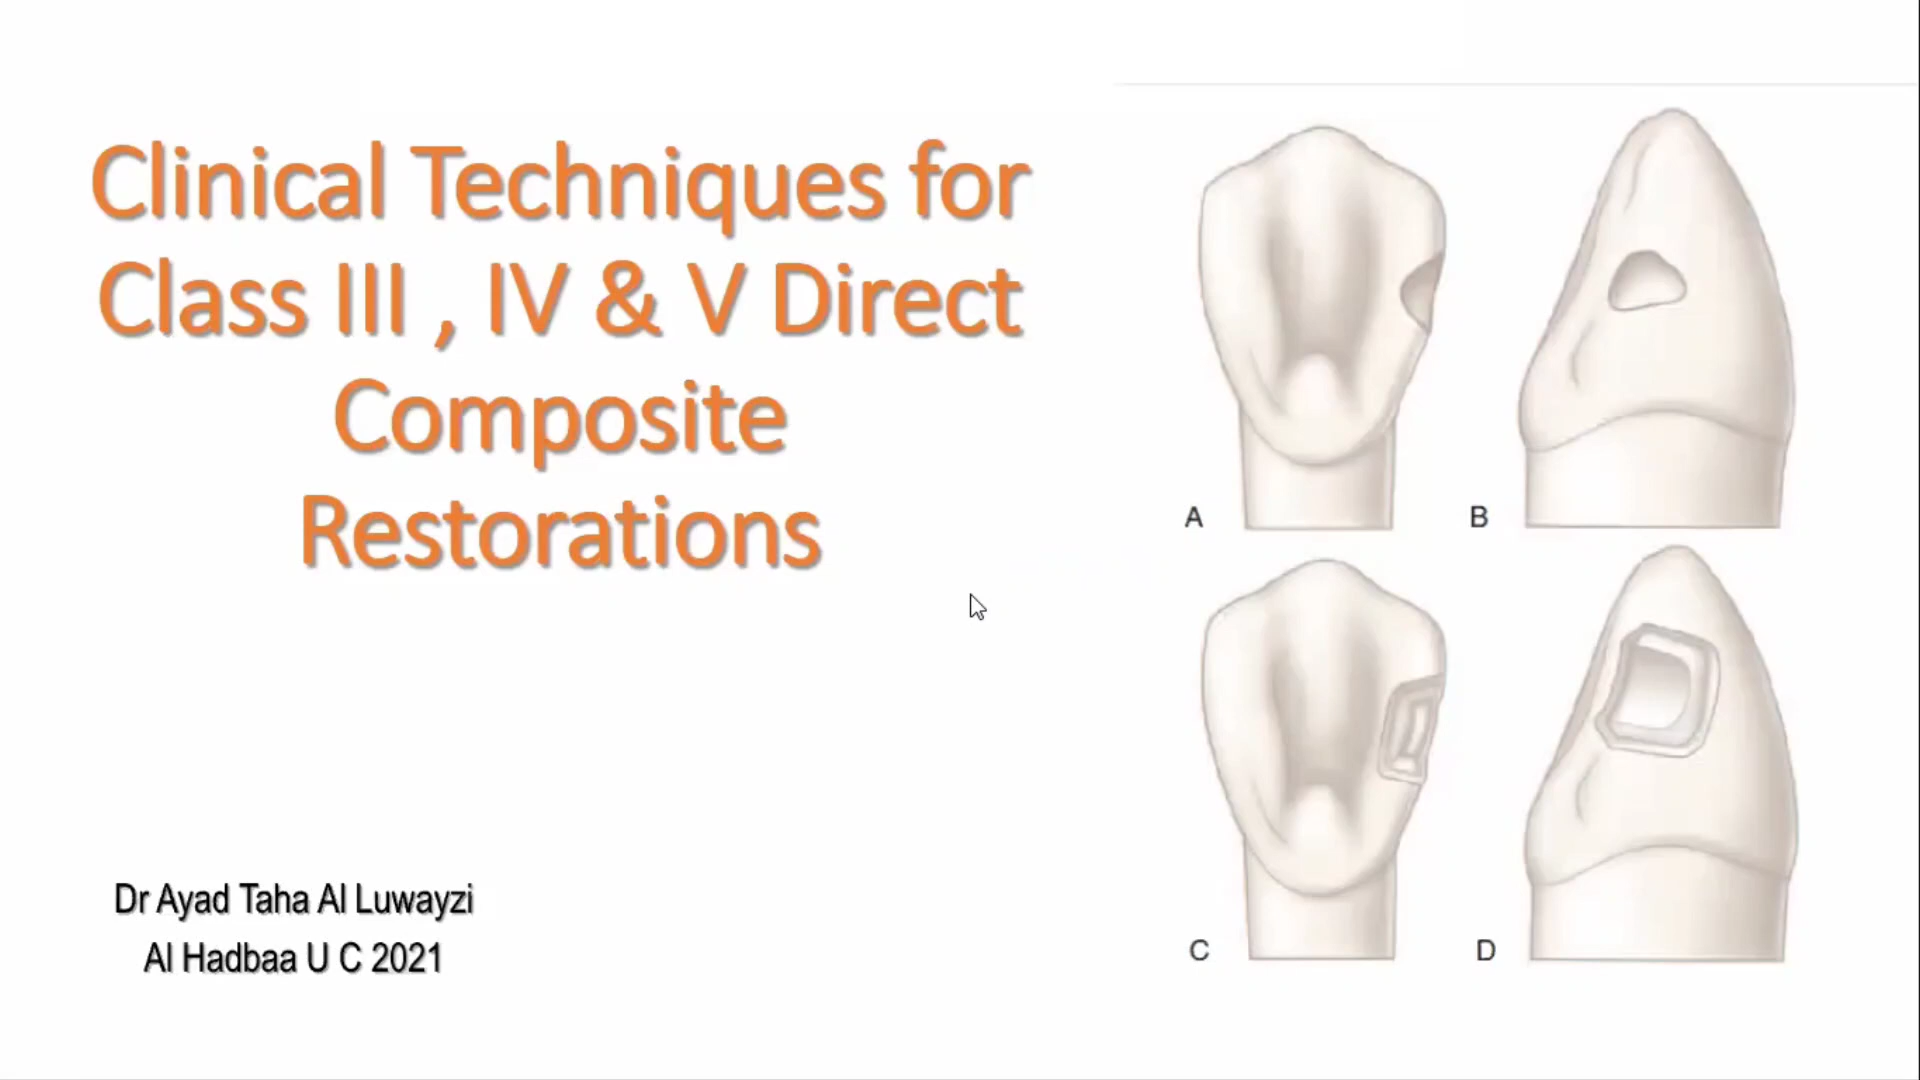 Clinical Techniques for
Class III , IV & V Direct
Composite
Restorations
Dr Ayad Taha Al Luwayzi
Al Hadbaa U C 2021
A
B
C
D